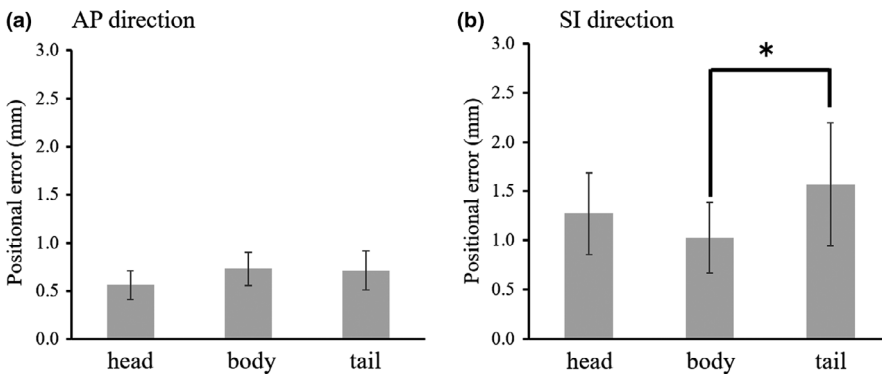 (a) AP direction
Positional error (mm)
3.0
2.5
2.0
1.5
1.0
0.5
0.0
head body tail
(b) SI direction
Positional error (mm)
3.0
2.5
2.0
1.5
1.0
0.5
0.0
*
head body tail